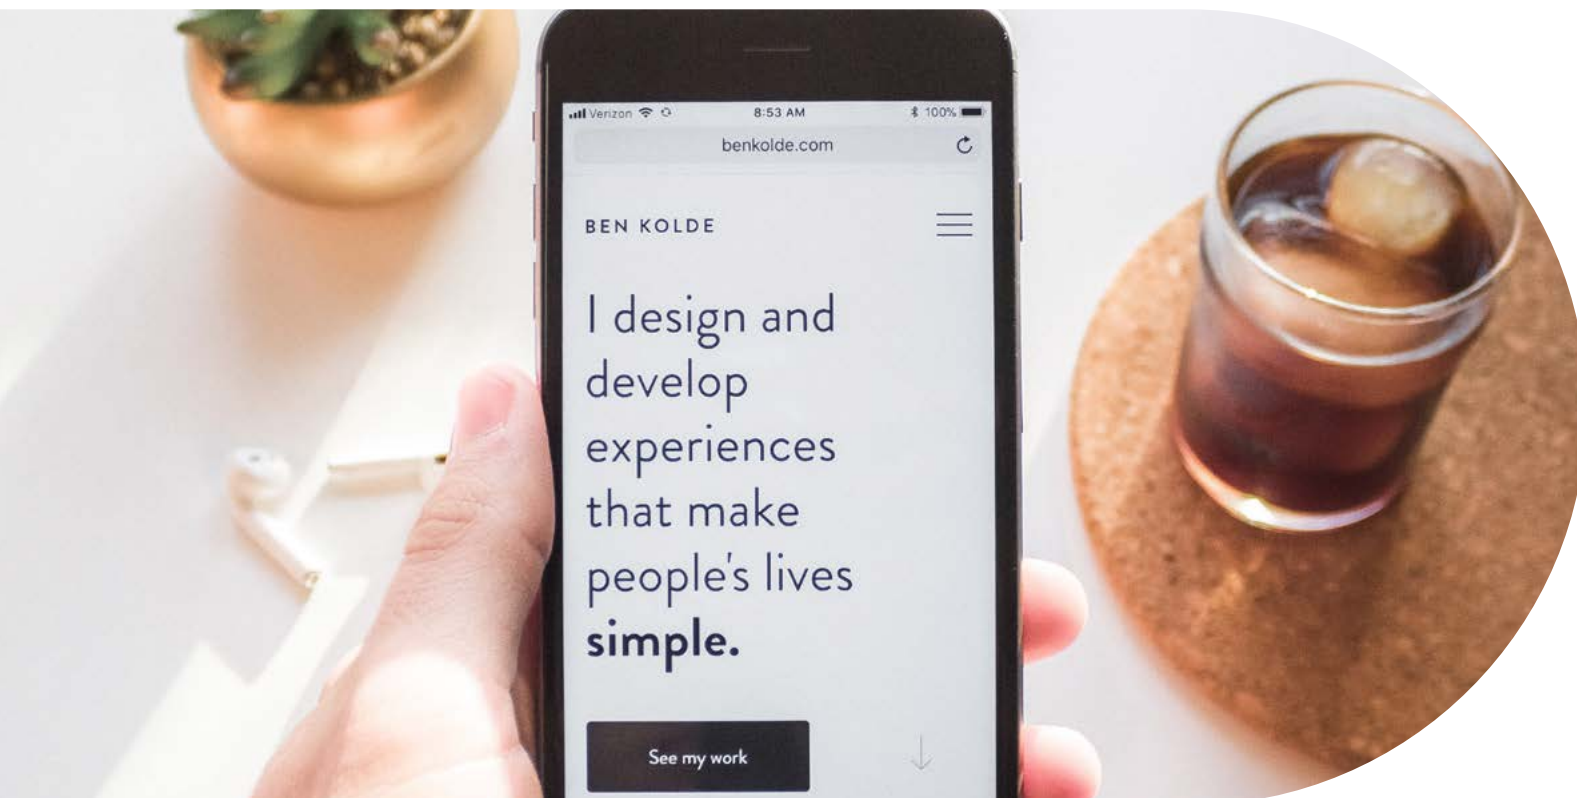 Verizon 8:53 AM 100%
benkolde.com
BEN KOLDE
I design and
develop
experiences
that make
people's lives
simple.
See my work